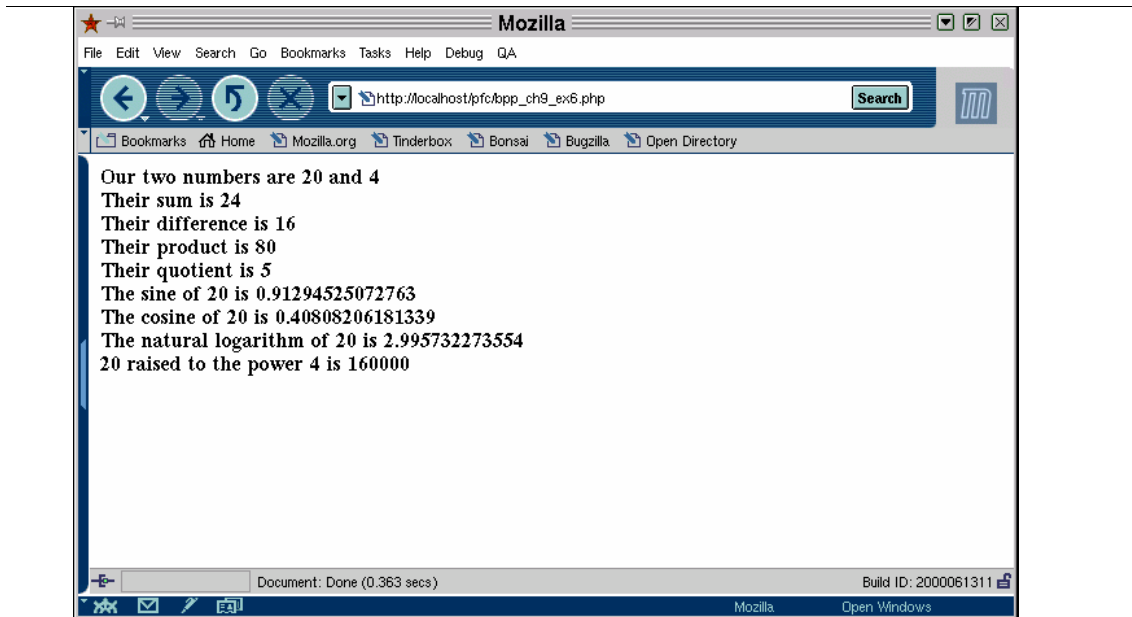 Mozilla
File Edit View Search Go Bookmarks Tasks Help Debug QA
http://localhost/pfc/bpp_ch9_ex6.php Search
Bookmarks Home Mozilla.org Tinderbox Bonsai Bugzilla Open Directory
Our two numbers are 20 and 4
Their sum is 24
Their difference is 16
Their product is 80
Their quotient is 5
The sine of 20 is 0.91294525072763
The cosine of 20 is 0.40808206181339
The natural logarithm of 20 is 2.995732273554
20 raised to the power 4 is 160000
Document: Done (0.363 secs) Build ID: 2000061311
Mozilla Open Windows